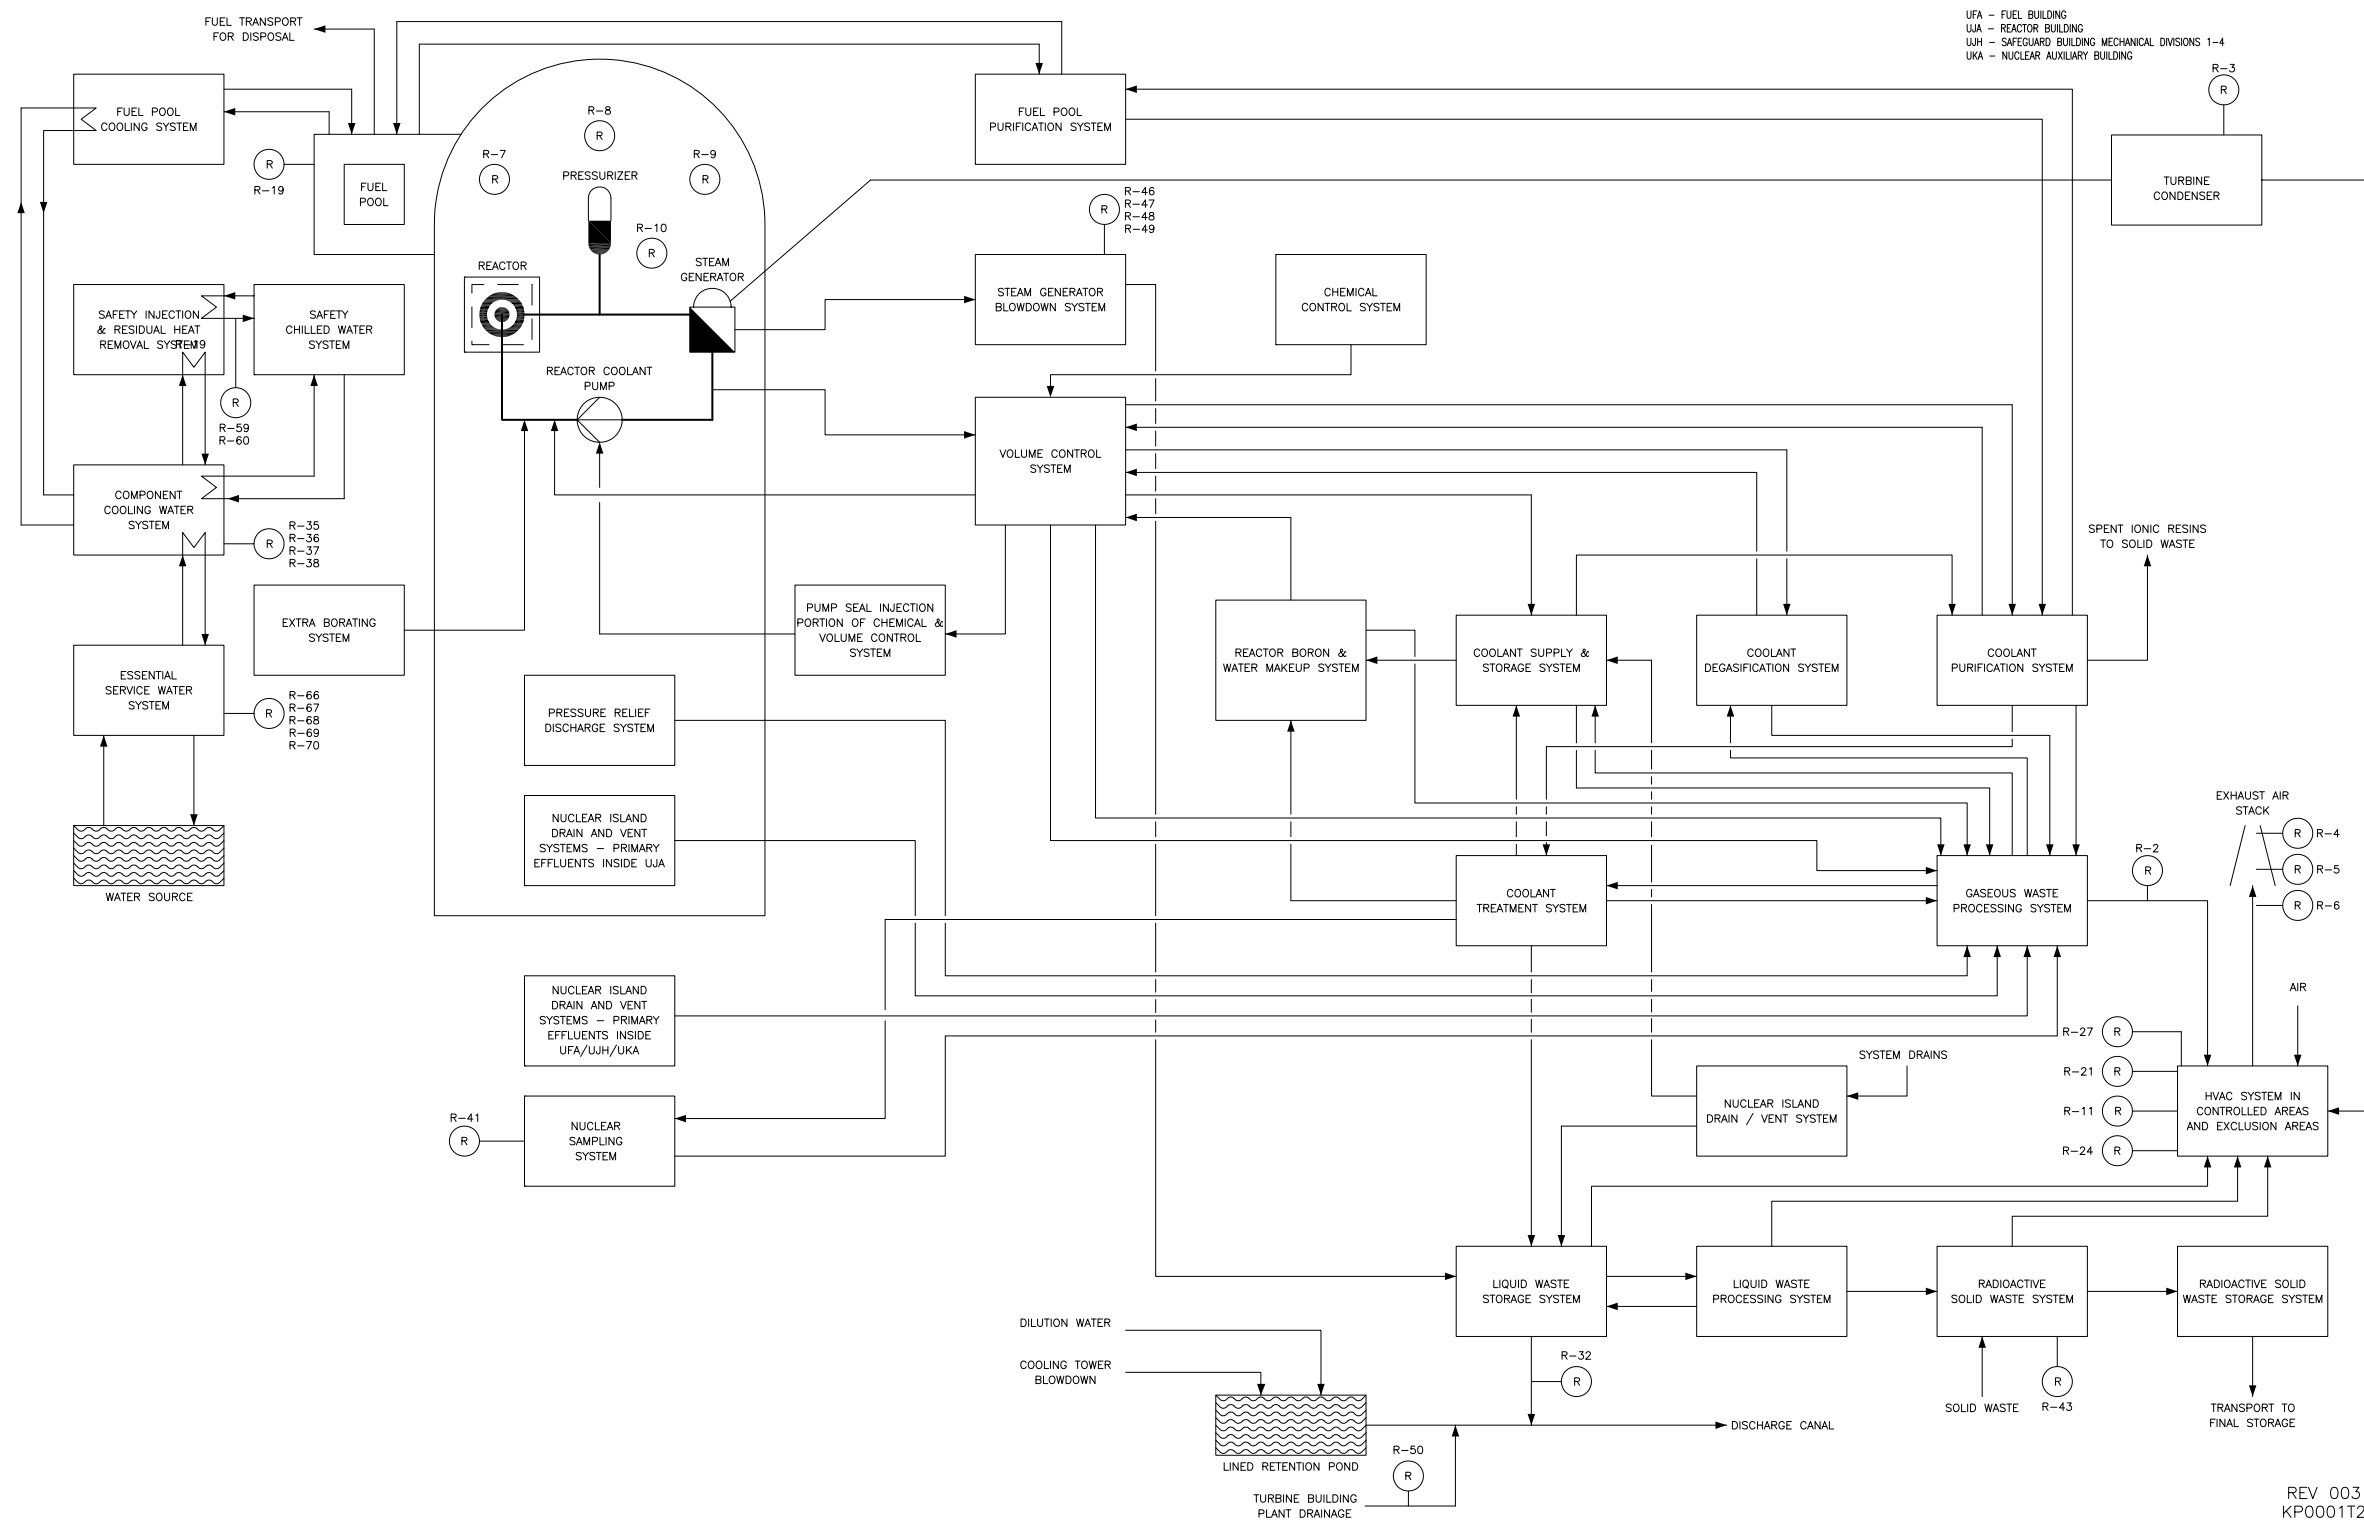 FUEL TRANSPORT
FOR DISPOSAL
UFA – FUEL BUILDING
UJA – REACTOR BUILDING
UJH – SAFEGUARD BUILDING MECHANICAL DIVISIONS 1–4
UKA – NUCLEAR AUXILIARY BUILDING
R–3
R
FUEL POOL
COOLING SYSTEM
R–8
R
FUEL POOL
PURIFICATION SYSTEM
R–7
R
R–9
R
R
R–19
FUEL
POOL
PRESSURIZER
TURBINE
CONDENSER
R
R–46
R–47
R–48
R–49
R–10
R
REACTOR
STEAM
GENERATOR
STEAM GENERATOR
BLOWDOWN SYSTEM
CHEMICAL
CONTROL SYSTEM
SAFETY INJECTION
& RESIDUAL HEAT
REMOVAL SYSTEM
R–19
SAFETY
CHILLED WATER
SYSTEM
REACTOR COOLANT
PUMP
R
R–59
R–60
VOLUME CONTROL
SYSTEM
COMPONENT
COOLING WATER
SYSTEM
R
R–35
R–36
R–37
R–38
SPENT IONIC RESINS
TO SOLID WASTE
EXTRA BORATING
SYSTEM
PUMP SEAL INJECTION
PORTION OF CHEMICAL &
VOLUME CONTROL
SYSTEM
REACTOR BORON &
WATER MAKEUP SYSTEM
COOLANT SUPPLY &
STORAGE SYSTEM
COOLANT
DEGASIFICATION SYSTEM
COOLANT
PURIFICATION SYSTEM
ESSENTIAL
SERVICE WATER
SYSTEM
R
R–66
R–67
R–68
R–69
R–70
PRESSURE RELIEF
DISCHARGE SYSTEM
NUCLEAR ISLAND
DRAIN AND VENT
SYSTEMS – PRIMARY
EFFLUENTS INSIDE UJA
WATER SOURCE
EXHAUST AIR
STACK
R R–4
R R–5
R R–6
R–2
R
COOLANT
TREATMENT SYSTEM
GASEOUS WASTE
PROCESSING SYSTEM
NUCLEAR ISLAND
DRAIN AND VENT
SYSTEMS – PRIMARY
EFFLUENTS INSIDE
UFA/UJH/UKA
AIR
R–27 R
R–21 R
R–11 R
R–24 R
SYSTEM DRAINS
HVAC SYSTEM IN
CONTROLLED AREAS
AND EXCLUSION AREAS
NUCLEAR ISLAND
DRAIN / VENT SYSTEM
R–41
R
NUCLEAR
SAMPLING
SYSTEM
LIQUID WASTE
STORAGE SYSTEM
LIQUID WASTE
PROCESSING SYSTEM
RADIOACTIVE
SOLID WASTE SYSTEM
RADIOACTIVE SOLID
WASTE STORAGE SYSTEM
DILUTION WATER
COOLING TOWER
BLOWDOWN
R–32
R
R
R–43
SOLID WASTE
TRANSPORT TO
FINAL STORAGE
DISCHARGE CANAL
LINED RETENTION POND
R–50
R
TURBINE BUILDING
PLANT DRAINAGE
REV 003
KP0001T2